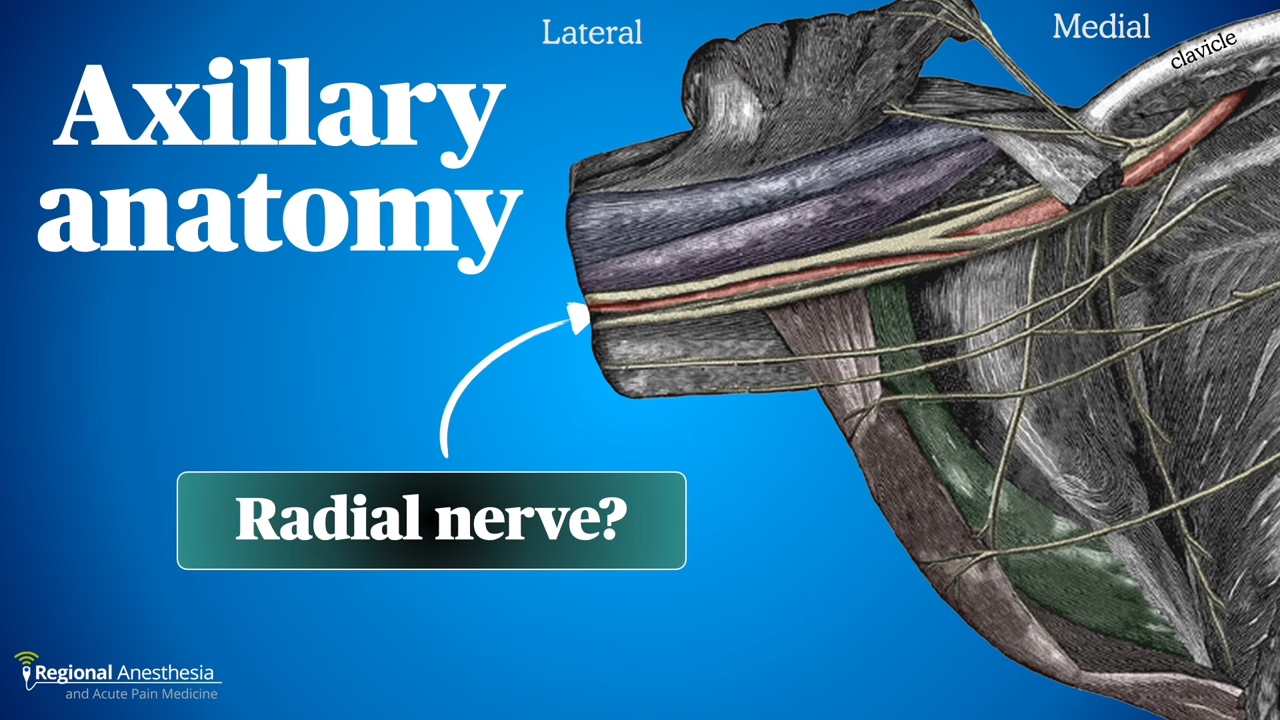 Lateral
Medial
clavicle
Axillary
anatomy
Radial nerve?
Regional Anesthesia
and Acute Pain Medicine